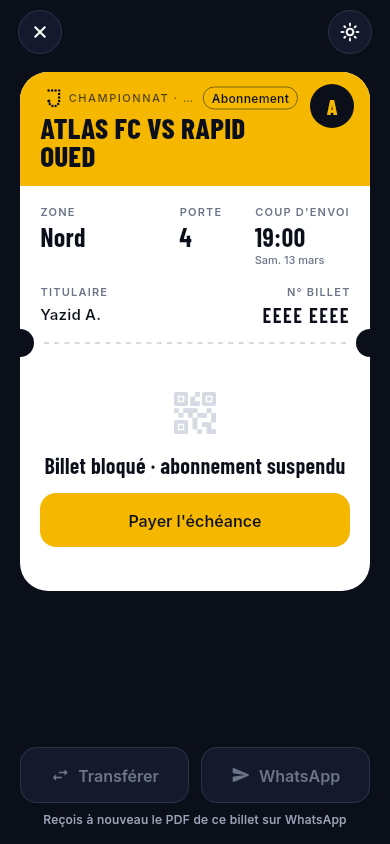 CHAMPIONNAT · ... Abonnement
A
ATLAS FC VS RAPID
OUED
ZONE PORTE COUP D'ENVOI
Nord 4 19:00
Sam. 13 mars
TITULAIRE N° BILLET
Yazid A. EEEE EEEE
Billet bloqué · abonnement suspendu
Payer l'échéance
Transférer WhatsApp
Reçois à nouveau le PDF de ce billet sur WhatsApp